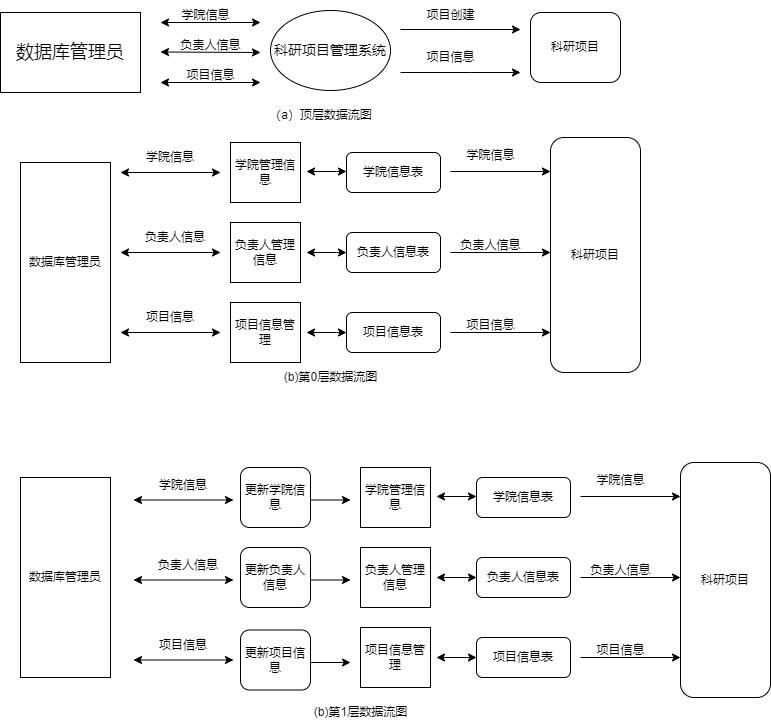 学院信息
项目创建
数据库管理员
负责人信息
科研项目管理系统
科研项目
项目信息
项目信息
（a）顶层数据流图
学院信息
学院管理信
息
学院信息表
学院信息
数据库管理员
负责人信息
负责人管理
信息
负责人信息表
负责人信息
科研项目
项目信息
项目信息管
理
项目信息表
项目信息
(b)第0层数据流图
学院信息
更新学院信
息
学院管理信
息
学院信息表
学院信息
数据库管理员
负责人信息
更新负责人
信息
负责人管理
信息
负责人信息表
负责人信息
科研项目
项目信息
更新项目信
息
项目信息管
理
项目信息表
项目信息
(b)第1层数据流图